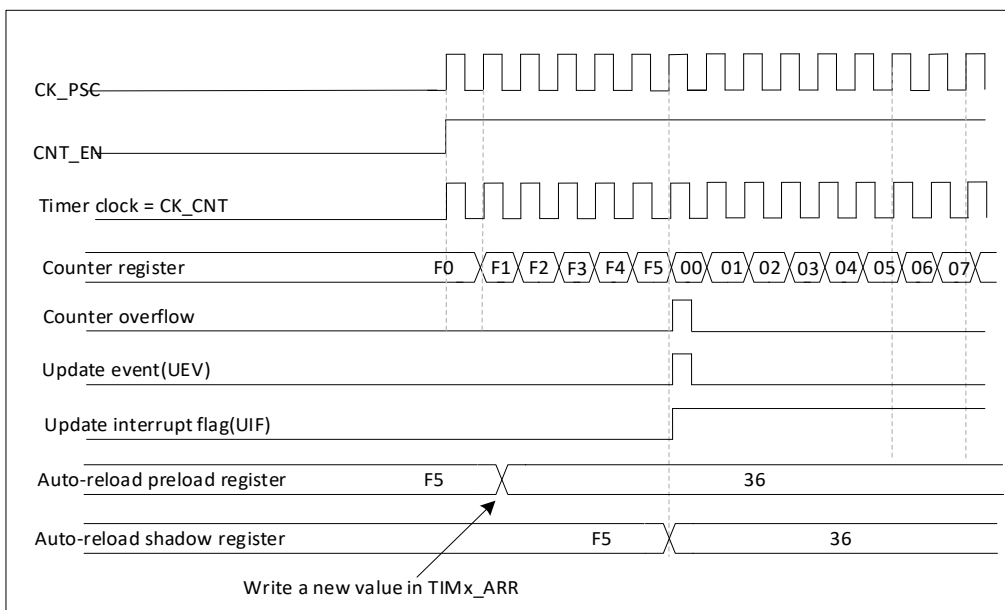 CK_PSC
CNT_EN
Timer clock = CK_CNT
Counter register F0 F1 F2 F3 F4 F5 00 01 02 03 04 05 06 07
Counter overflow
Update event(UEV)
Update interrupt flag(UIF)
Auto-reload preload register F5 36
Auto-reload shadow register F5 36
Write a new value in TIMx_ARR